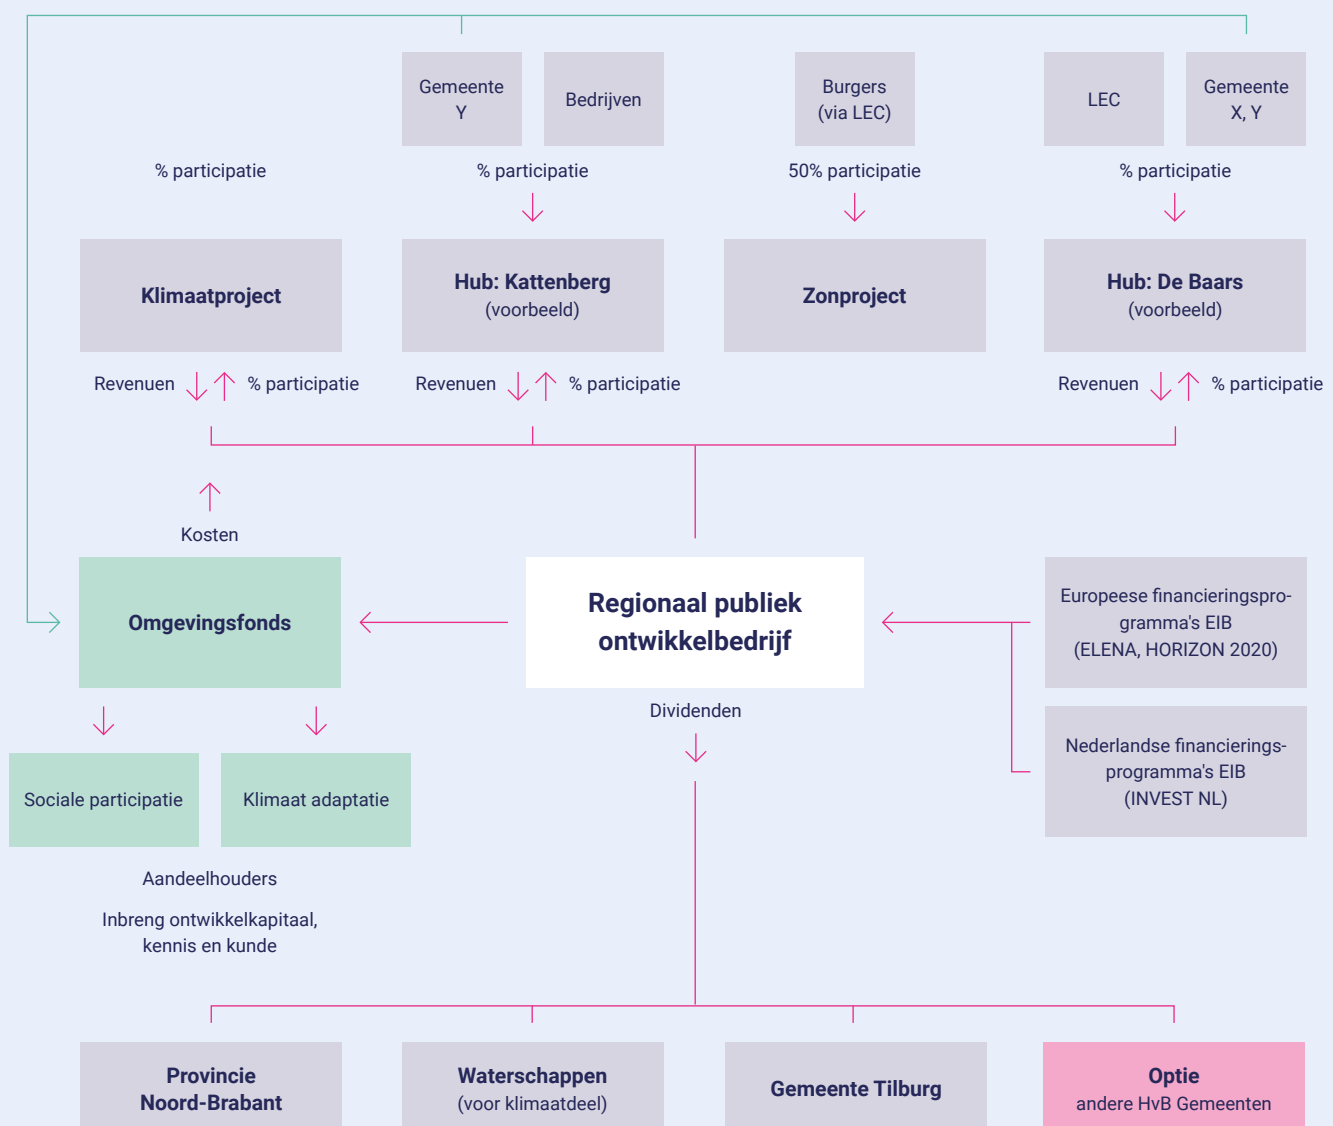 Gemeente
Y
Bedrijven
Burgers
(via LEC)
LEC
Gemeente
X, Y
% participatie
% participatie
50% participatie
% participatie
Klimaatproject
Hub: Kattenberg
(voorbeeld)
Zonproject
Hub: De Baars
(voorbeeld)
Revenuen
% participatie
Revenuen
% participatie
Revenuen
% participatie
Kosten
Omgevingsfonds
Regionaal publiek
ontwikkelbedrijf
Europese financieringspro-
gramma's EIB
(ELENA, HORIZON 2020)
Dividenden
Nederlandse financierings-
programma's EIB
(INVEST NL)
Sociale participatie
Klimaat adaptatie
Aandeelhouders
Inbreng ontwikkelkapitaal,
kennis en kunde
Provincie
Noord-Brabant
Waterschappen
(voor klimaatdeel)
Gemeente Tilburg
Optie
andere HvB Gemeenten